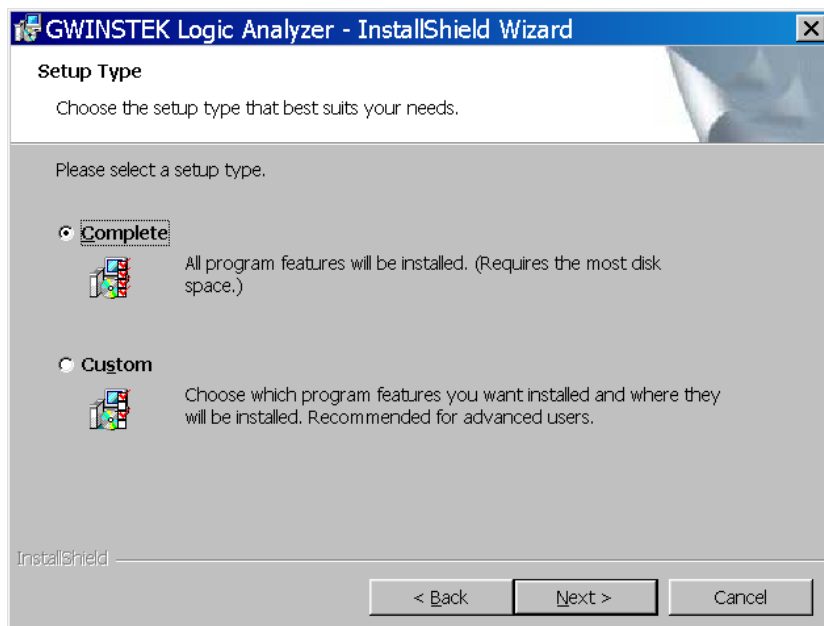 GWINSTEK Logic Analyzer - InstallShield Wizard
Setup Type
Choose the setup type that best suits your needs.
Please select a setup type.
Complete
All program features will be installed. (Requires the most disk
space.)
Custom
Choose which program features you want installed and where they
will be installed. Recommended for advanced users.
InstallShield
< Back
Next >
Cancel